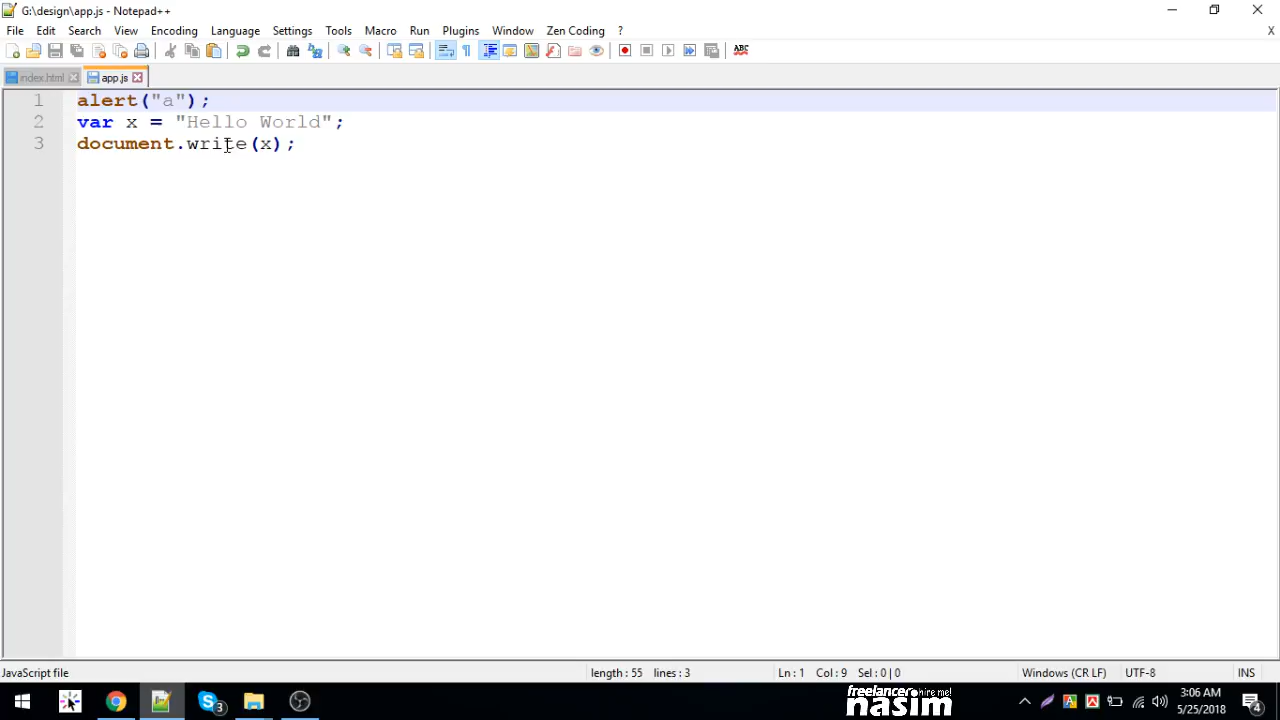 G:\design\app.js - Notepad++
File Edit Search View Encoding Language Settings Tools Macro Run Plugins Window Zen Coding ? X
ABC
index.html app.js
1 alert("a");
2 var x = "Hello World";
3 document.write(x);
JavaScript file length : 55 lines : 3 Ln : 1 Col : 9 Sel : 0 | 0 Windows (CR LF) UTF-8 INS
3
freelancer hire me!
nasim
3:06 AM
5/25/2018
4